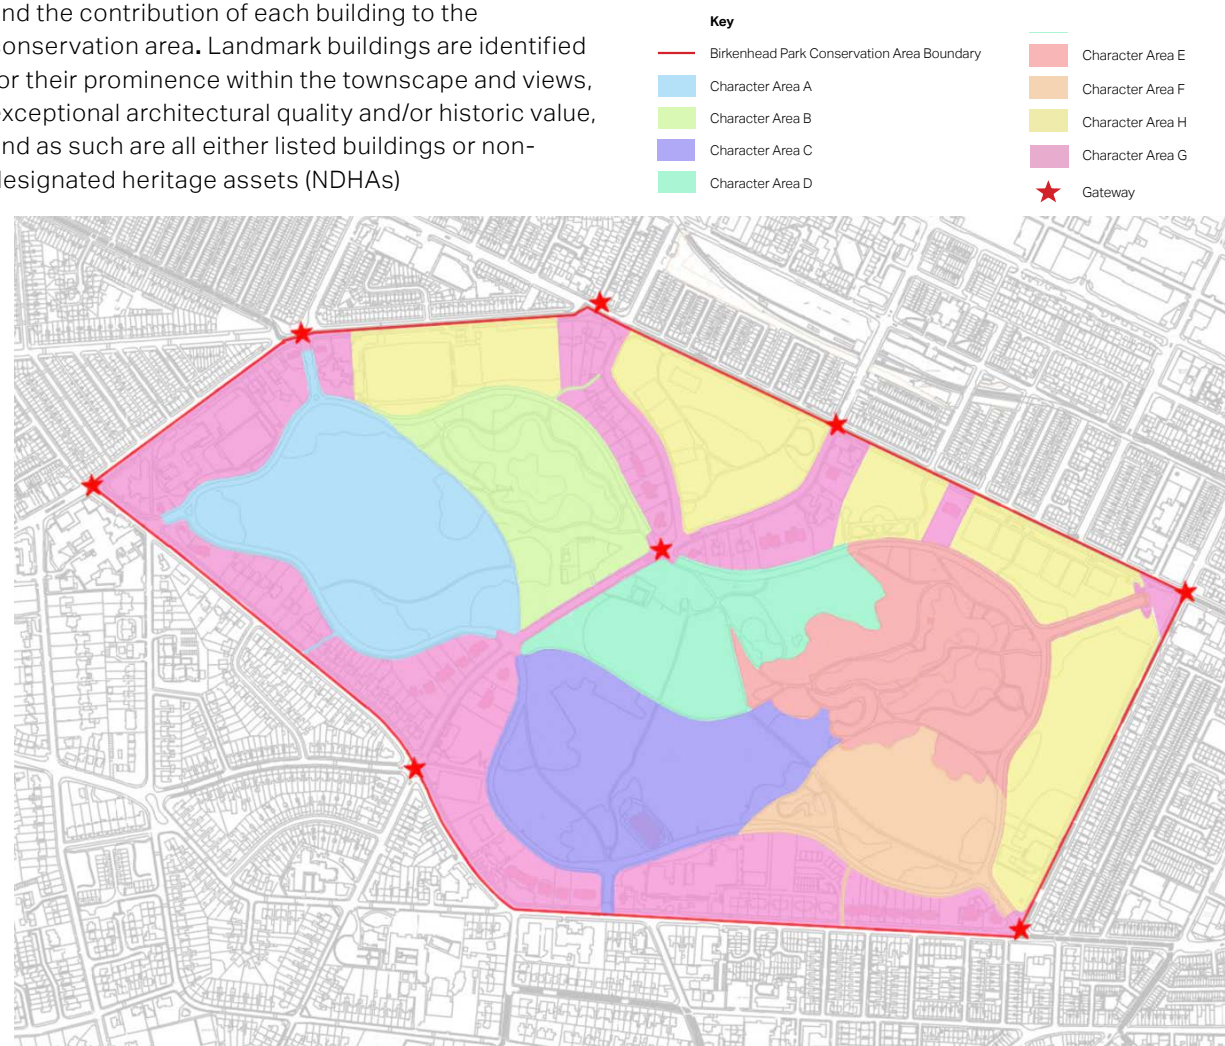 nd the contribution of each building to the
onservation area. Landmark buildings are identified
or their prominence within the townscape and views,
xceptional architectural quality and/or historic value,
nd as such are all either listed buildings or non-
designated heritage assets (NDHAs)
Key
Birkenhead Park Conservation Area Boundary
Character Area A
Character Area B
Character Area C
Character Area D
Character Area E
Character Area F
Character Area H
Character Area G
Gateway